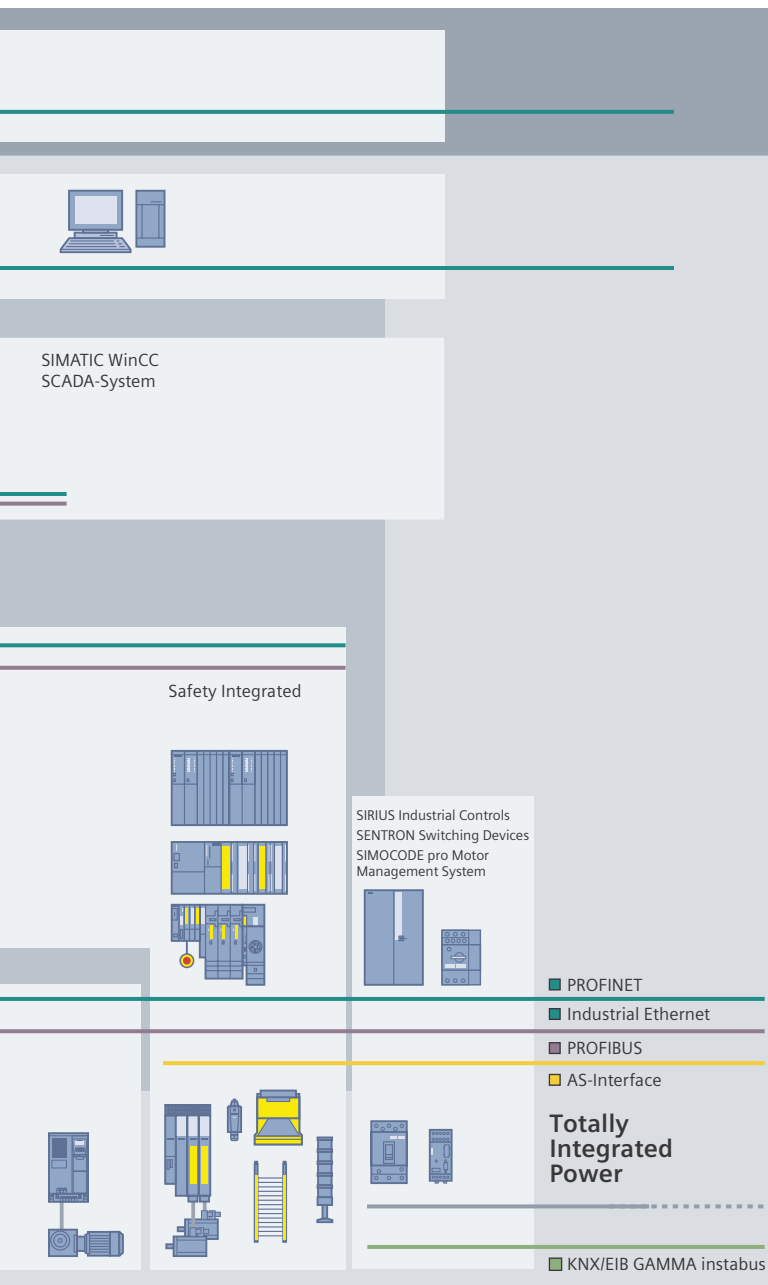 SIMATIC WinCC
SCADA-System
Safety Integrated
SIRIUS Industrial Controls
SENTRON Switching Devices
SIMOCODE pro Motor
Management System
PROFINET
Industrial Ethernet
PROFIBUS
AS-Interface
Totally
Integrated
Power
KNX/EIB GAMMA instabus